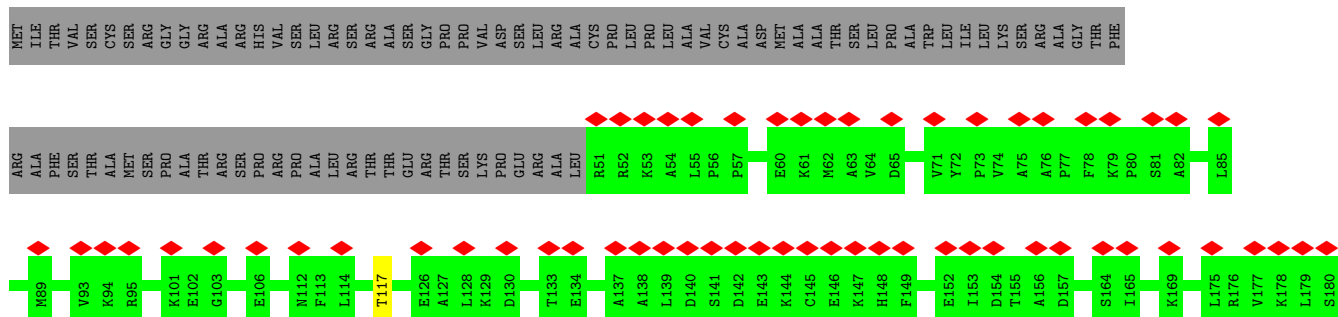 MET ILE THR VAL SER CYS SER ARG GLY GLY ARG ALA ARG HIS VAL SER LEU ARG SER ARG ALA SER GLY PRO PRO VAL ASP SER LEU ARG ALA CYS PRO LEU PRO LEU ALA VAL CYS ALA ASP MET ALA ALA THR SER LEU PRO ALA TRP LEU ILE LEU LYS SER ARG ALA GLY THR PHE
ARG ALA PHE SER THR ALA MET SER PRO ALA THR ARG SER PRO ARG PRO ALA LEU ARG THR THR GLU ARG THR SER LYS PRO GLU ARG ALA LEU R51 R52 K53 A54 L55 P56 P57 E60 K61 M62 A63 V64 D65 V71 Y72 P73 V74 A75 A76 P77 F78 K79 P80 S81 A82 L85
M89 V93 K94 R95 K101 E102 G103 E106 N112 F113 L114 T117 E126 A127 L128 K129 D130 T133 E134 A137 A138 L139 D140 S141 D142 E143 K144 C145 E146 K147 H148 F149 E152 I153 D154 T155 A156 D157 S164 I165 K169 L175 R176 V177 K178 L179 S180